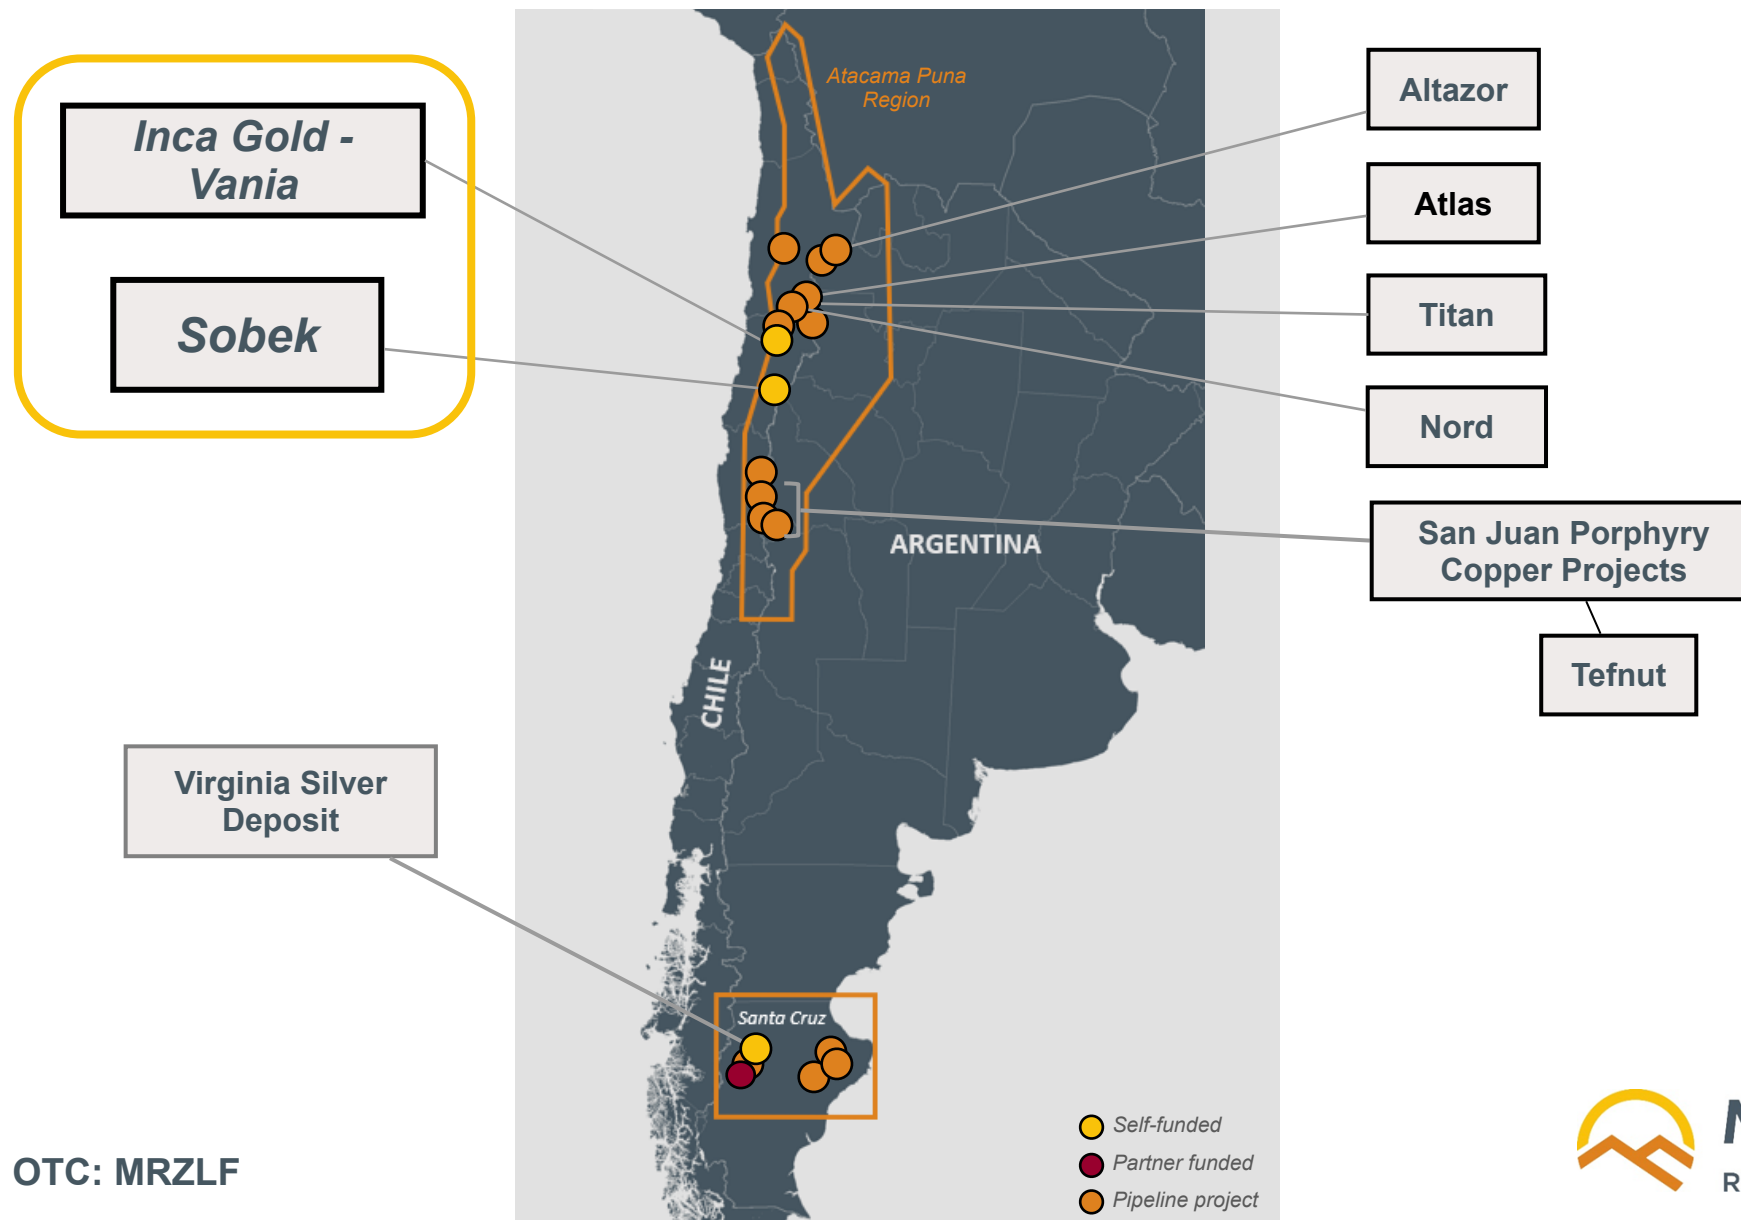 Inca Gold -
Vania
Sobek
Virginia Silver
Deposit
OTC: MRZLF
Atacama Puna
Region
ARGENTINA
CHILE
Santa Cruz
Self-funded
Partner funded
Pipeline project
Altazor
Atlas
Titan
Nord
San Juan Porphyry
Copper Projects
Tefnut